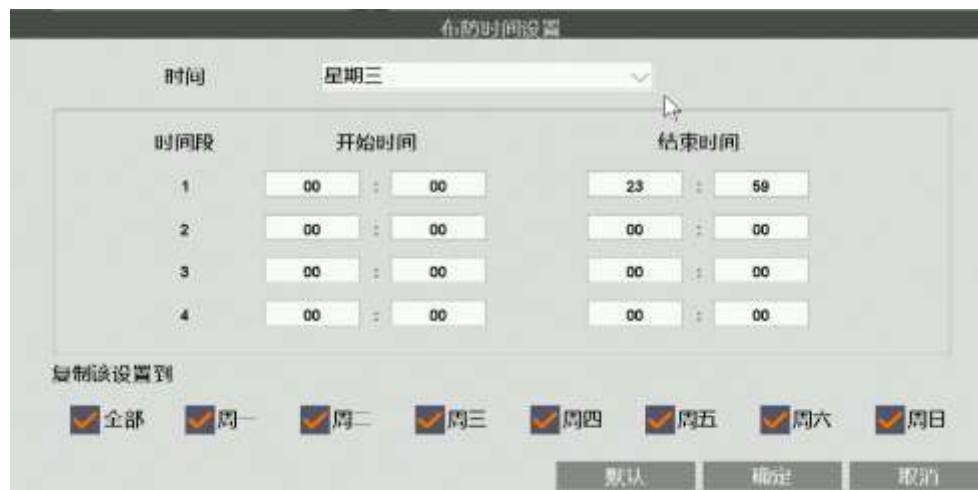 布防时间设置
时间 星期三
时间段 开始时间 结束时间
1 00 : 00 23 : 59
2 00 : 00 00 : 00
3 00 : 00 00 : 00
4 00 : 00 00 : 00
复制该设置到
全部 周一 周二 周三 周四 周五 周六 周日
默认 确定 取消